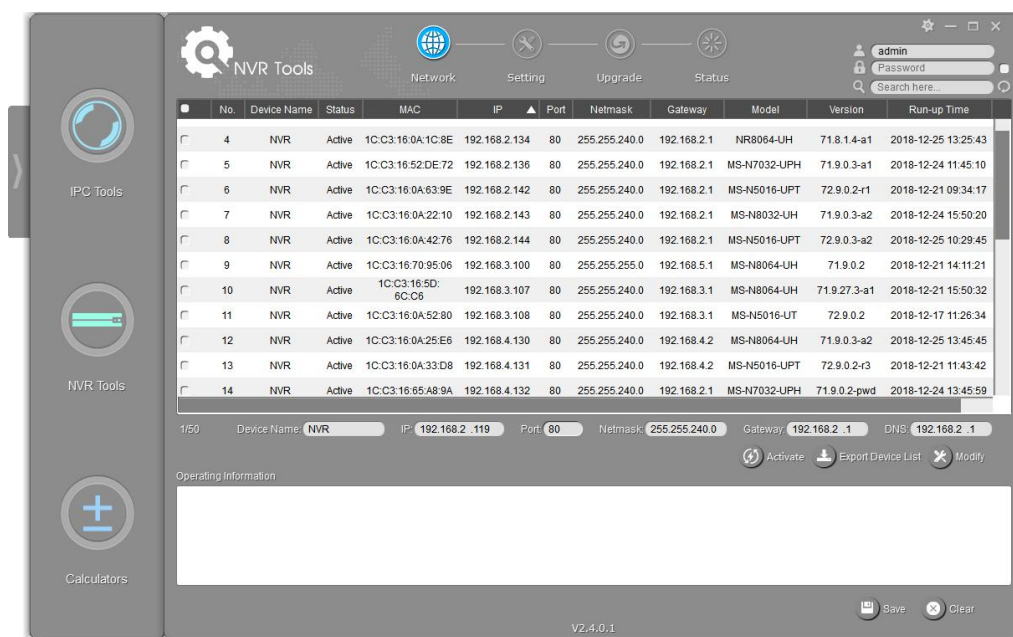 NVR Tools
Network Setting Upgrade Status
admin
Password
Search here...
No. Device Name Status MAC IP Port Netmask Gateway Model Version Run-up Time
4 NVR Active 1C:C3:16:0A:1C:8E 192.168.2.134 80 255.255.240.0 192.168.2.1 NR8064-UH 71.8.1.4-a1 2018-12-25 13:25:43
5 NVR Active 1C:C3:16:52:DE:72 192.168.2.136 80 255.255.240.0 192.168.2.1 MS-N7032-UPH 71.9.0.3-a1 2018-12-24 11:45:10
6 NVR Active 1C:C3:16:0A:63:9E 192.168.2.142 80 255.255.240.0 192.168.2.1 MS-N5016-UPT 72.9.0.2-r1 2018-12-21 09:34:17
7 NVR Active 1C:C3:16:0A:22:10 192.168.2.143 80 255.255.240.0 192.168.2.1 MS-N8032-UH 71.9.0.3-a2 2018-12-24 15:50:20
8 NVR Active 1C:C3:16:0A:42:76 192.168.2.144 80 255.255.240.0 192.168.2.1 MS-N5016-UPT 72.9.0.3-a2 2018-12-25 10:29:45
9 NVR Active 1C:C3:16:70:95:06 192.168.3.100 80 255.255.255.0 192.168.5.1 MS-N8064-UH 71.9.0.2 2018-12-21 14:11:21
10 NVR Active 1C:C3:16:5D:6C:C6 192.168.3.107 80 255.255.240.0 192.168.3.1 MS-N8064-UH 71.9.27.3-a1 2018-12-21 15:50:32
11 NVR Active 1C:C3:16:0A:52:80 192.168.3.108 80 255.255.240.0 192.168.3.1 MS-N5016-UT 72.9.0.2 2018-12-17 11:26:34
12 NVR Active 1C:C3:16:0A:25:E6 192.168.4.130 80 255.255.240.0 192.168.4.2 MS-N8064-UH 71.9.0.3-a2 2018-12-25 13:45:45
13 NVR Active 1C:C3:16:0A:33:D8 192.168.4.131 80 255.255.240.0 192.168.4.2 MS-N5016-UPT 72.9.0.2-r3 2018-12-21 11:43:42
14 NVR Active 1C:C3:16:65:A8:9A 192.168.4.132 80 255.255.240.0 192.168.2.1 MS-N7032-UPH 71.9.0.2-pwd 2018-12-24 13:45:59
1/50 Device Name: NVR IP: 192.168.2 .119 Port: 80 Netmask: 255.255.240.0 Gateway: 192.168.2 .1 DNS: 192.168.2 .1
Activate Export Device List Modify
Operating Information
Save Clear
V2.4.0.1
IPC Tools
NVR Tools
Calculators